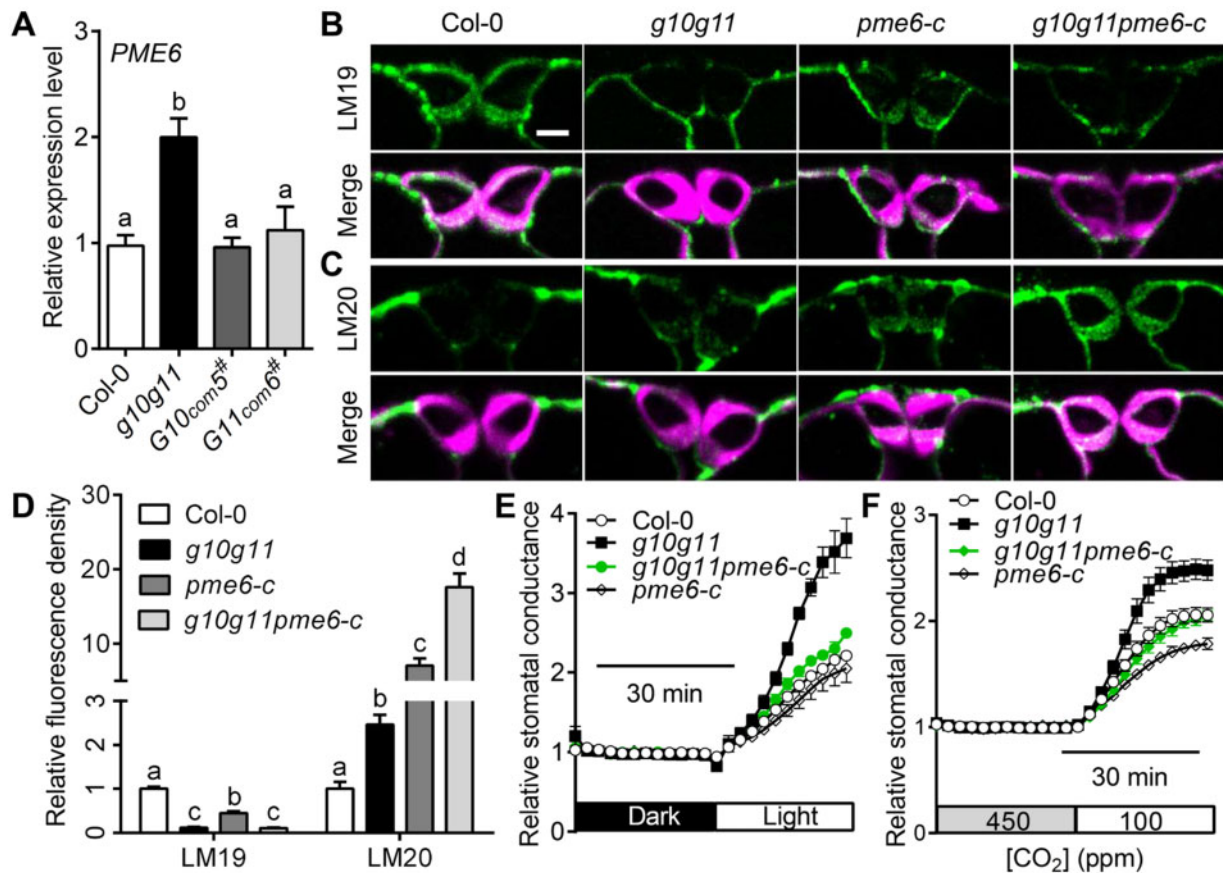 A
PME6
Relative expression level
3
2
1
0
b
a
a
a
Col-0
g10g11
G10com5#
G11com6#
B
Col-0
g10g11
pme6-c
g10g11pme6-c
LM19
Merge
C
LM20
Merge
D
Relative fluorescence density
30
20
10
3
2
1
0
Col-0
g10g11
pme6-c
g10g11pme6-c
a
c
b
c
a
b
c
d
LM19
LM20
E
Relative stomatal conductance
5
4
2
1
0
Col-0
g10g11
g10g11pme6-c
pme6-c
30 min
Dark
Light
F
Relative stomatal conductance
3
2
1
0
Col-0
g10g11
g10g11pme6-c
pme6-c
30 min
450
100
[CO₂] (ppm)